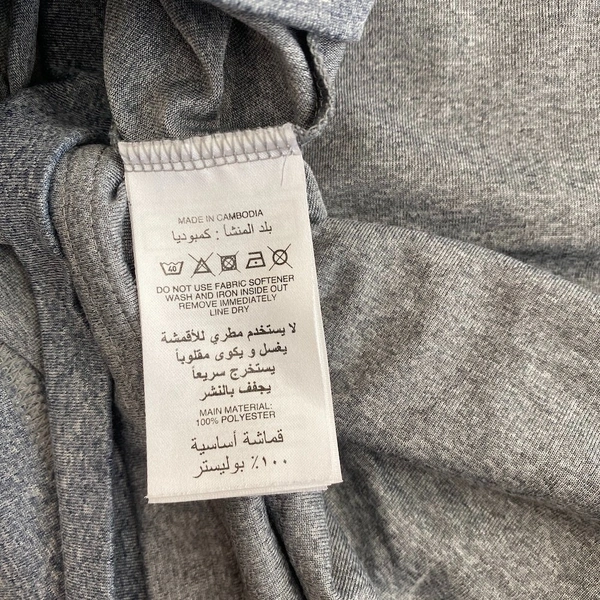 MADE IN CAMBODIA
بلد المنشأ : كمبوديا
40
DO NOT USE FABRIC SOFTENER
WASH AND IRON INSIDE OUT
REMOVE IMMEDIATELY
LINE DRY
لا يستخدم مطري للأقمشة
يغسل و يكوى مقلوباً
يستخرج سريعاً
يجفف بالنشر
MAIN MATERIAL:
100% POLYESTER
قماشة أساسية
١٠٠٪ بوليستر